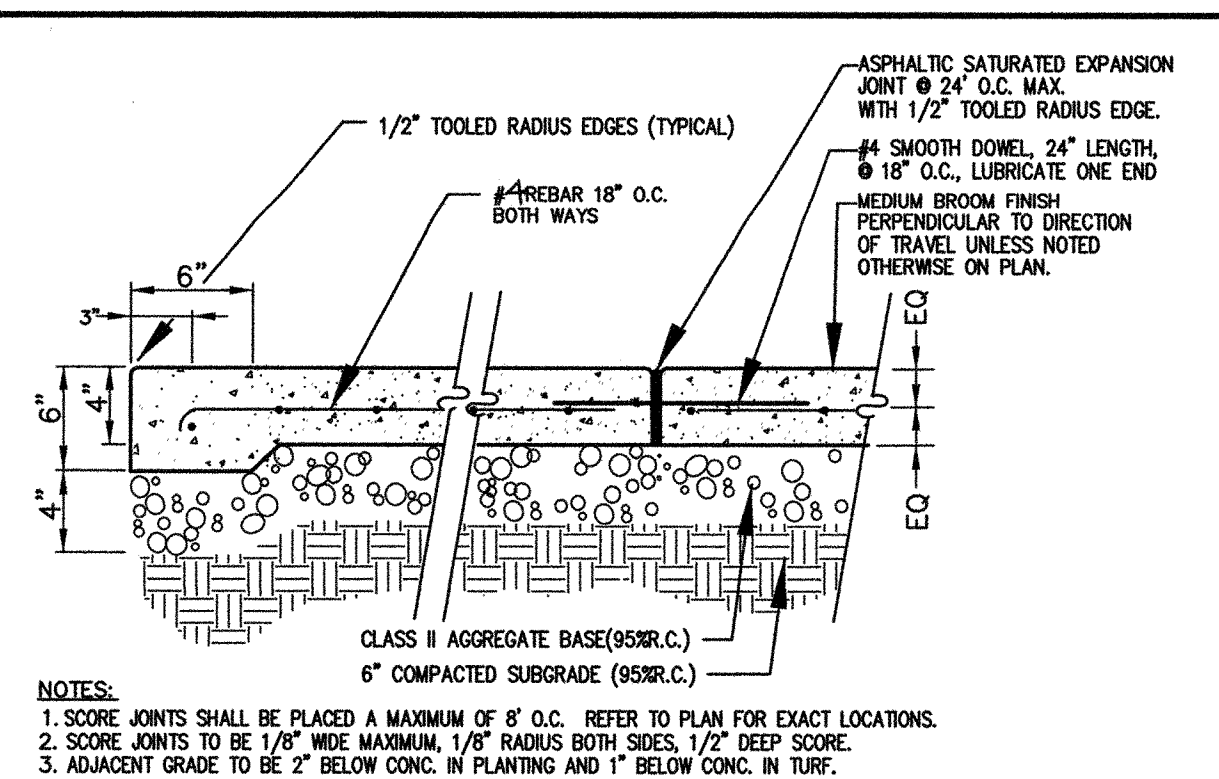 ASPHALTIC SATURATED EXPANSION
JOINT @ 24' O.C. MAX.
WITH 1/2" TOOLED RADIUS EDGE.
1/2" TOOLED RADIUS EDGES (TYPICAL)
#4 SMOOTH DOWEL, 24" LENGTH,
@ 18" O.C., LUBRICATE ONE END
#4 REBAR 18" O.C.
BOTH WAYS
MEDIUM BROOM FINISH
PERPENDICULAR TO DIRECTION
OF TRAVEL UNLESS NOTED
OTHERWISE ON PLAN.
6"
3"
EQ
6"
4"
4"
EQ
CLASS II AGGREGATE BASE(95%R.C.)
6" COMPACTED SUBGRADE (95%R.C.)
NOTES:
1. SCORE JOINTS SHALL BE PLACED A MAXIMUM OF 8' O.C. REFER TO PLAN FOR EXACT LOCATIONS.
2. SCORE JOINTS TO BE 1/8" WIDE MAXIMUM, 1/8" RADIUS BOTH SIDES, 1/2" DEEP SCORE.
3. ADJACENT GRADE TO BE 2" BELOW CONC. IN PLANTING AND 1" BELOW CONC. IN TURF.